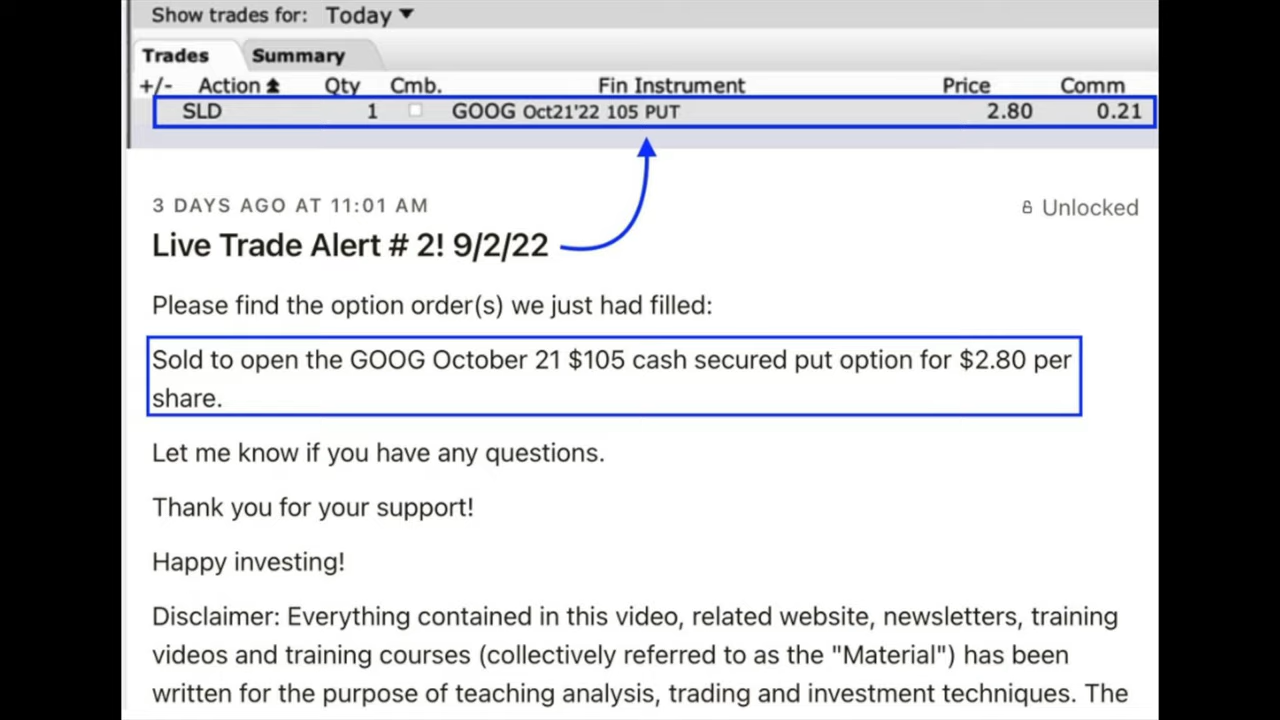 Show trades for: Today ▼
Trades Summary
+/- Action Qty Cmb. Fin Instrument Price Comm
SLD 1 GOOG Oct21'22 105 PUT 2.80 0.21
3 DAYS AGO AT 11:01 AM
Unlocked
Live Trade Alert # 2! 9/2/22
Please find the option order(s) we just had filled:
Sold to open the GOOG October 21 $105 cash secured put option for $2.80 per
share.
Let me know if you have any questions.
Thank you for your support!
Happy investing!
Disclaimer: Everything contained in this video, related website, newsletters, training
videos and training courses (collectively referred to as the "Material") has been
written for the purpose of teaching analysis, trading and investment techniques. The